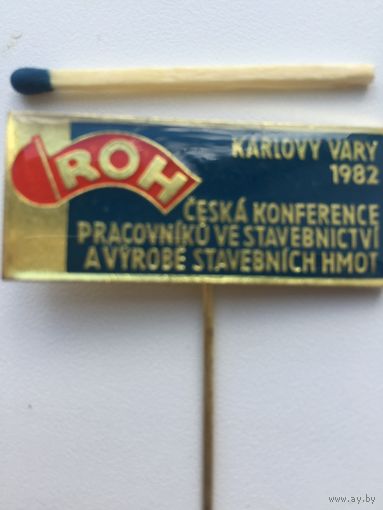 ROH
KARLOVY VARY
1982
ČESKÁ KONFERENCE
PRACOVNÍKŮ VE STAVEBNICTVÍ
A VÝROBĚ STAVEBNÍCH HMOT
www.ay.by